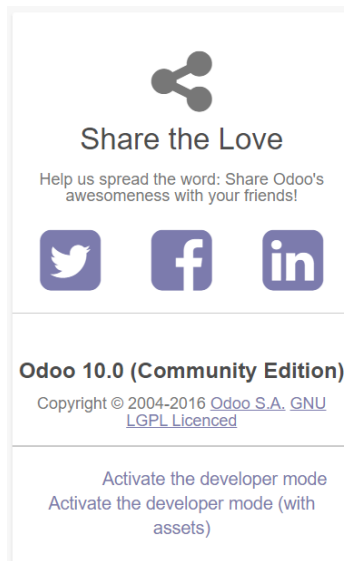 Share the Love
Help us spread the word: Share Odoo's
awesomeness with your friends!
in
Odoo 10.0 (Community Edition)
Copyright © 2004-2016 Odoo S.A. GNU
LGPL Licenced
Activate the developer mode
Activate the developer mode (with
assets)